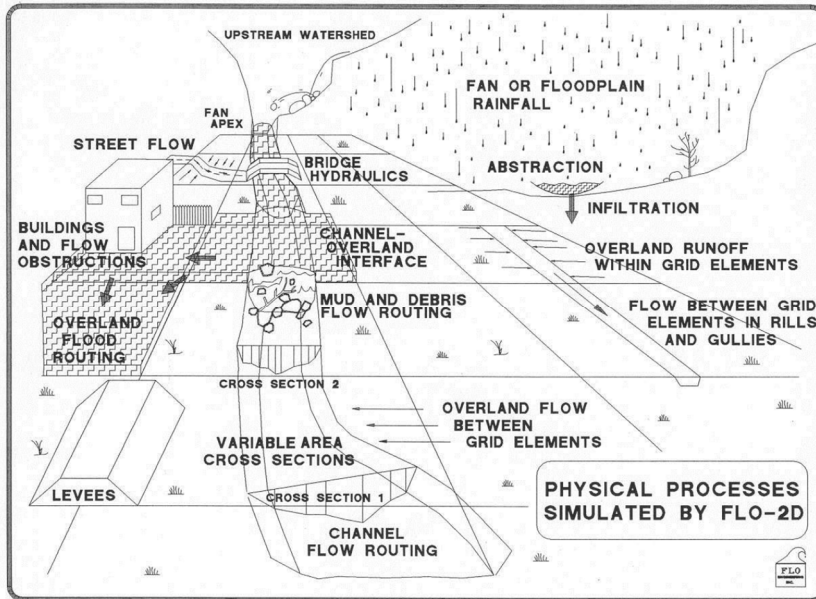 UPSTREAM WATERSHED
FAN OR FLOODPLAIN
RAINFALL
FAN
APEX
STREET FLOW
BRIDGE
HYDRAULICS
ABSTRACTION
INFILTRATION
BUILDINGS
AND FLOW
OBSTRUCTIONS
CHANNEL-
OVERLAND
INTERFACE
OVERLAND RUNOFF
WITHIN GRID ELEMENTS
MUD AND DEBRIS
FLOW ROUTING
FLOW BETWEEN GRID
ELEMENTS IN RILLS
AND GULLIES
OVERLAND
FLOOD
ROUTING
CROSS SECTION 2
OVERLAND FLOW
BETWEEN
GRID ELEMENTS
VARIABLE AREA
CROSS SECTIONS
LEVEES
CROSS SECTION 1
CHANNEL
FLOW ROUTING
PHYSICAL PROCESSES
SIMULATED BY FLO-2D
FLO
INC.